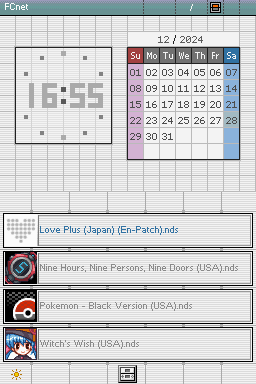 FCnet /
16:55
12 / 2024
Su Mo Tu We Th Fr Sa
01 02 03 04 05 06 07
08 09 10 11 12 13 14
15 16 17 18 19 20 21
22 23 24 25 26 27 28
29 30 31
Love Plus (Japan) (En-Patch).nds
Nine Hours, Nine Persons, Nine Doors (USA).nds
Pokemon - Black Version (USA).nds
Witch's Wish (USA).nds